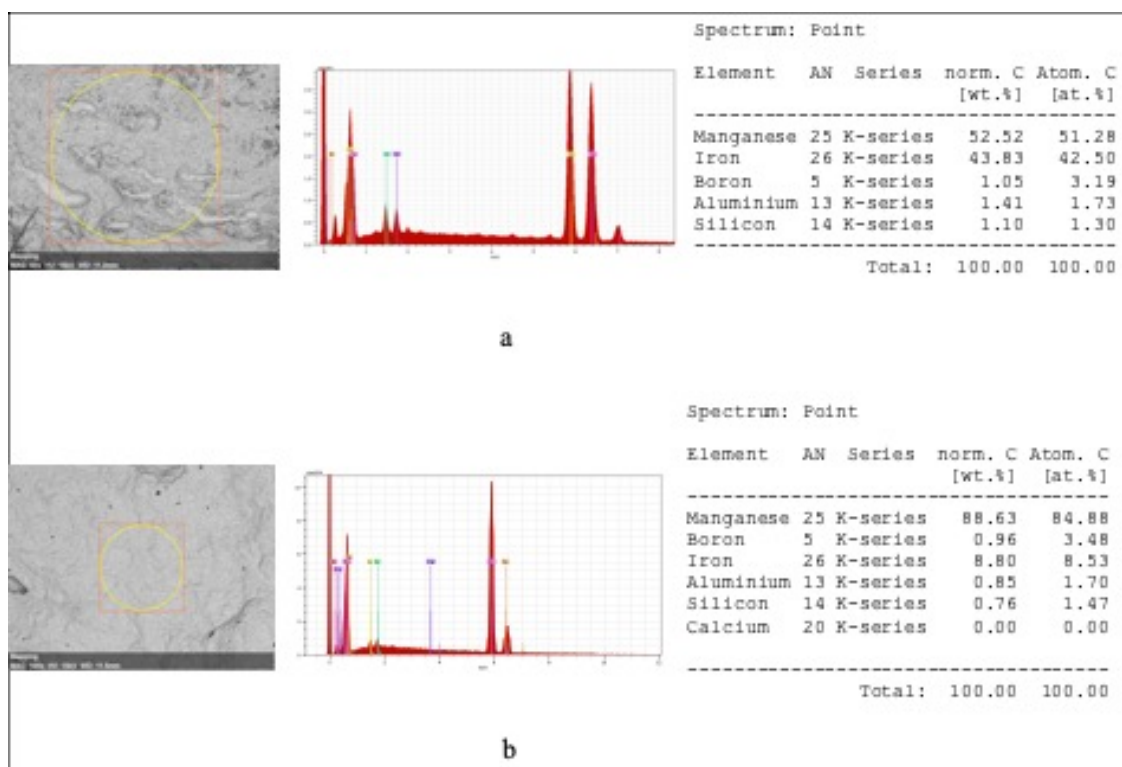 Spectrum: Point
Element AN Series norm. C Atom. C
[wt.%] [at.%]
Manganese 25 K-series 52.52 51.28
Iron 26 K-series 43.83 42.50
Boron 5 K-series 1.05 3.19
Aluminium 13 K-series 1.41 1.73
Silicon 14 K-series 1.10 1.30
Total: 100.00 100.00
a
Spectrum: Point
Element AN Series norm. C Atom. C
[wt.%] [at.%]
Manganese 25 K-series 88.63 84.88
Boron 5 K-series 0.96 3.48
Iron 26 K-series 8.80 8.53
Aluminium 13 K-series 0.85 1.70
Silicon 14 K-series 0.76 1.47
Calcium 20 K-series 0.00 0.00
Total: 100.00 100.00
b